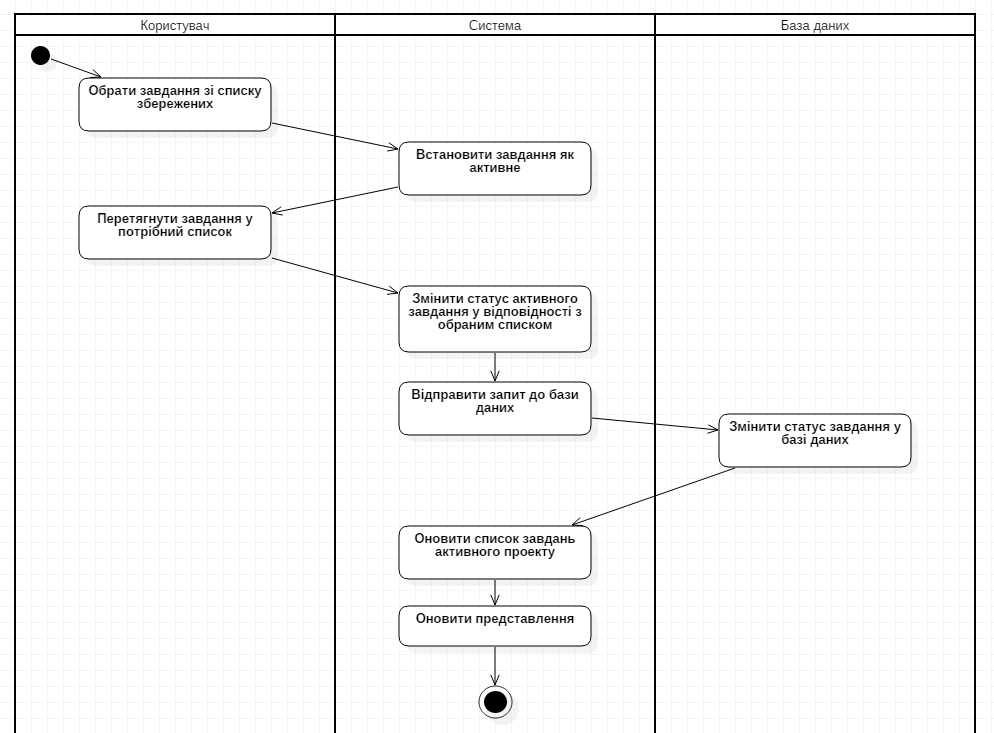 Користувач
Система
База даних
Обрати завдання зі списку
збережених
Встановити завдання як
активне
Перетягнути завдання у
потрібний список
Змінити статус активного
завдання у відповідності з
обраним списком
Відправити запит до бази
даних
Змінити статус завдання у
базі даних
Оновити список завдань
активного проекту
Оновити представлення